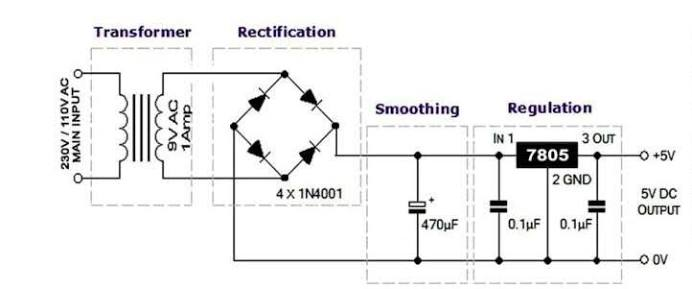 Transformer
Rectification
Smoothing
Regulation
230V / 110V AC
MAIN INPUT
9V AC
1Amp
4 X 1N4001
+
470µF
IN 1
7805
3 OUT
2 GND
0.1µF
0.1µF
+5V
5V DC
OUTPUT
0V